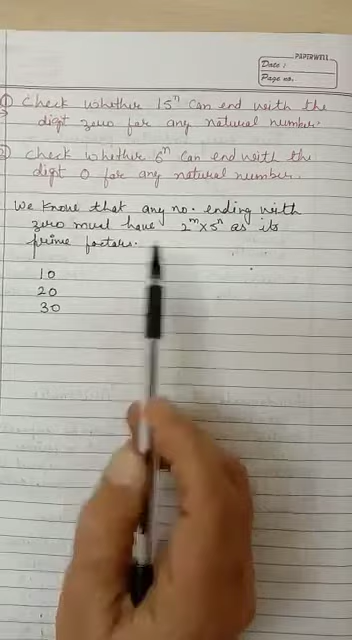 PAPERWELL
Date :
Page no.
① Check whether 15ⁿ can end with the
digit zero for any natural number.
② Check whether 6ⁿ can end with the
digit 0 for any natural number.
We know that any no. ending with
zero must have 2ᵐ×5ⁿ as its
prime factors.
10
20
30